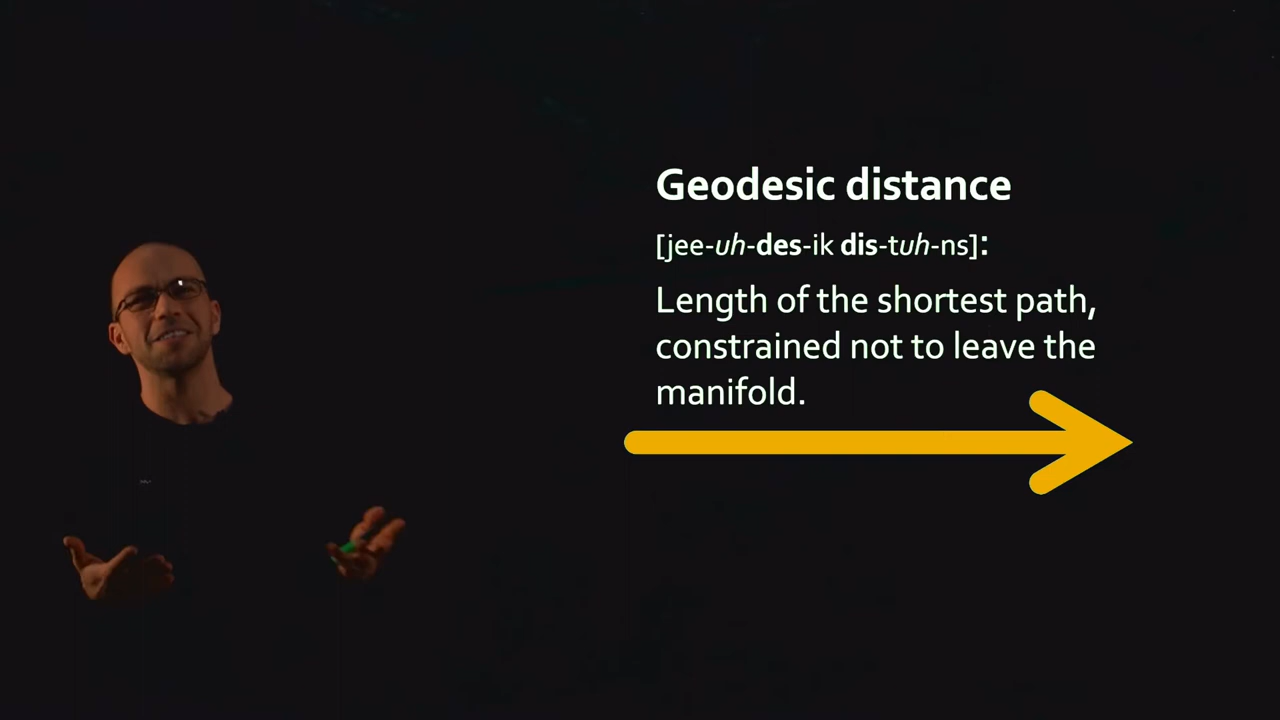 Geodesic distance
[jee-uh-des-ik dis-tuh-ns]:
Length of the shortest path,
constrained not to leave the
manifold.